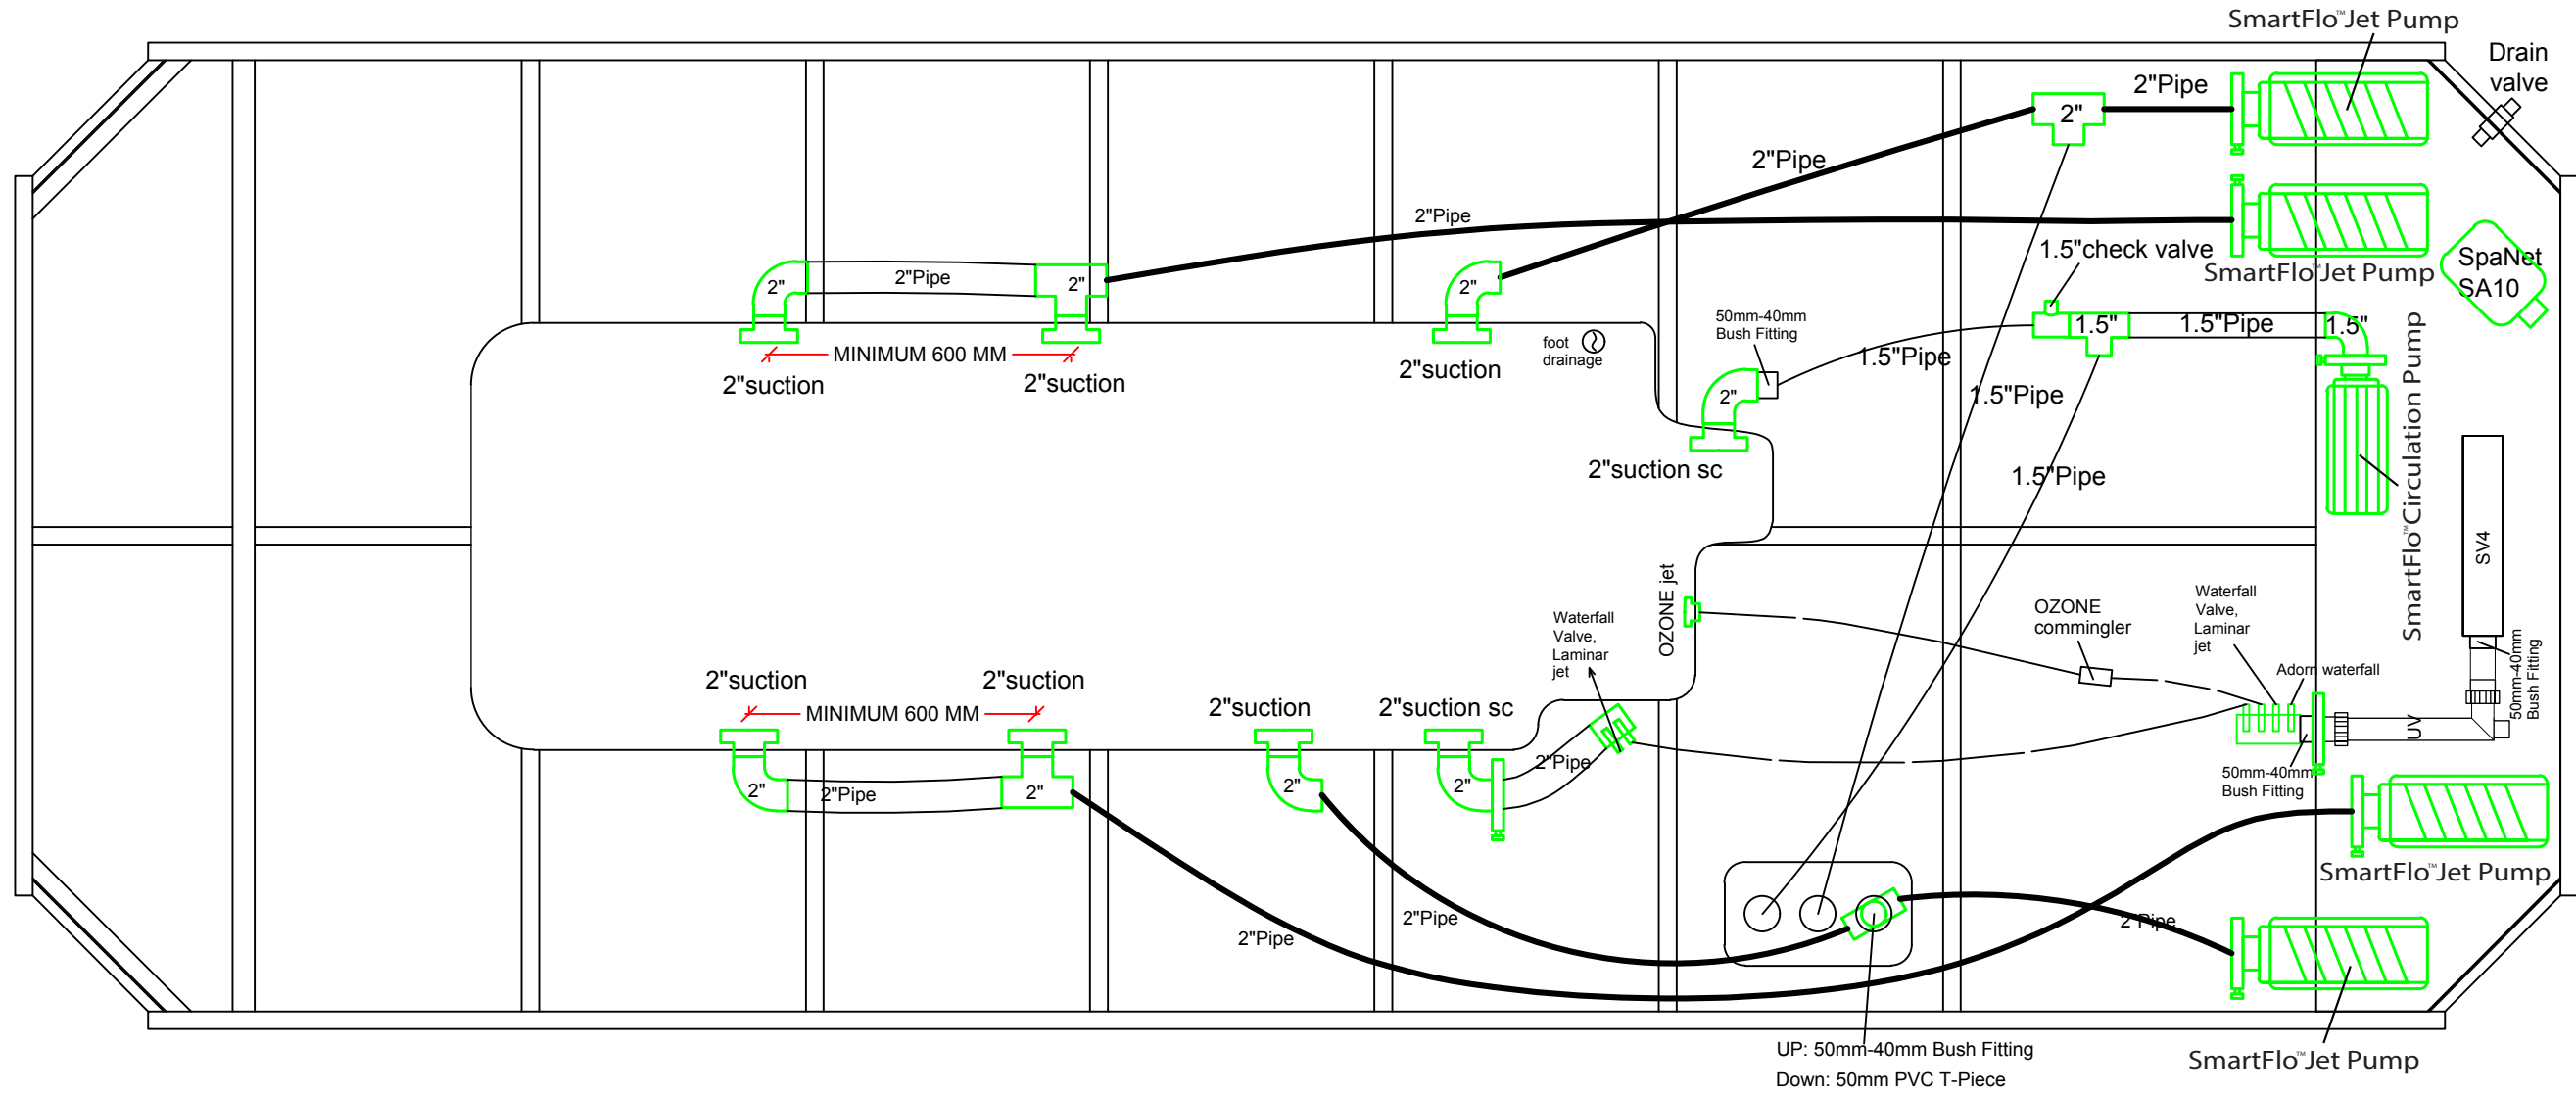 SmartFlo™Jet Pump
Drain
valve
2"Pipe
2"
2"Pipe
2"Pipe
1.5"check valve
SmartFlo™Jet Pump
SpaNet
SA10
2"
2"Pipe
2"
2"
50mm-40mm
Bush Fitting
1.5"
1.5"Pipe
1.5"
foot
drainage
MINIMUM 600 MM
1.5"Pipe
2"suction
2"suction
2"suction
2"
1.5"Pipe
SmartFlo™Circulation Pump
2"suction sc
1.5"Pipe
SV4
OZONE jet
Waterfall
Valve,
Laminar
jet
OZONE
commingler
Waterfall
Valve,
Laminar
jet
Adorn waterfall
50mm-40mm
Bush Fitting
2"suction
2"suction
MINIMUM 600 MM
2"suction
2"suction sc
UV
2"Pipe
50mm-40mm
Bush Fitting
2"
2"Pipe
2"
2"
2"
SmartFlo™Jet Pump
2"Pipe
2"Pipe
2"Pipe
UP: 50mm-40mm Bush Fitting
Down: 50mm PVC T-Piece
SmartFlo™Jet Pump